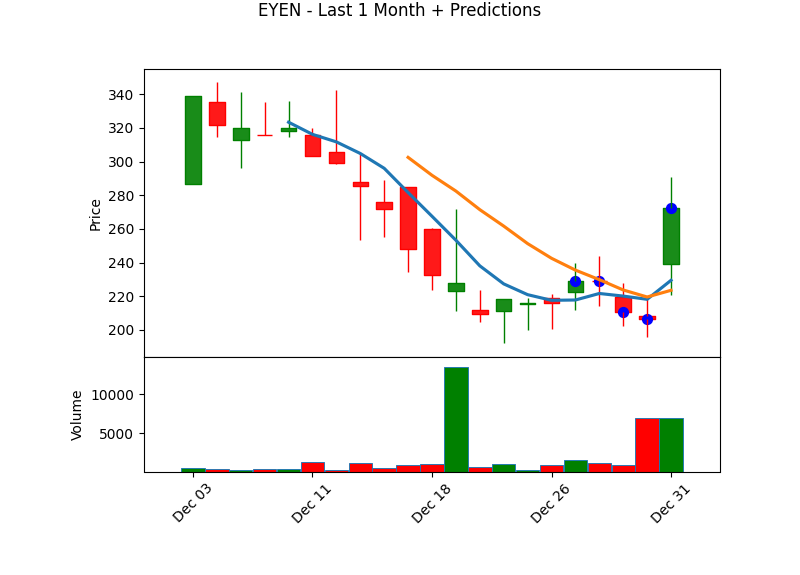 EYEN - Last 1 Month + Predictions
340
320
300
280
260
240
220
200
Price
10000
5000
Volume
Dec 03
Dec 11
Dec 18
Dec 26
Dec 31